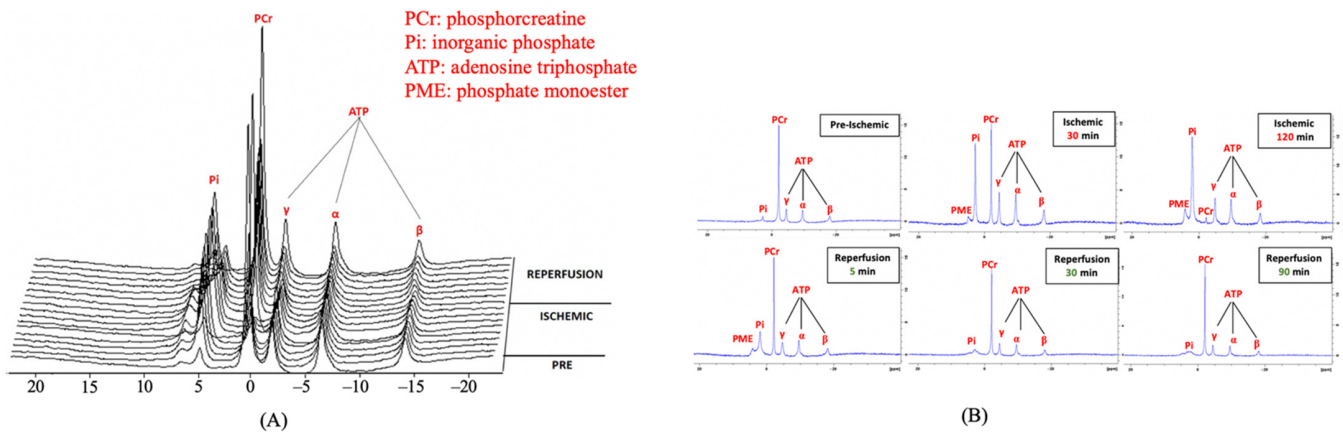 PCr
PCr: phosphorcreatine
Pi: inorganic phosphate
ATP: adenosine triphosphate
PME: phosphate monoester
ATP
Pi
γ
α
β
REPERFUSION
ISCHEMIC
PRE
20 15 10 5 0 −5 −10 −15 −20
(A)
PCr
Pre-Ischemic
ATP
Pi γ α β
Ischemic
30 min
PCr
Pi
ATP
γ α β
PME
Ischemic
120 min
Pi
ATP
γ α β
PME PCr
Reperfusion
5 min
PCr
ATP
Pi γ α β
PME
Reperfusion
30 min
PCr
ATP
γ α β
Pi
Reperfusion
90 min
PCr
ATP
γ α β
Pi
(B)